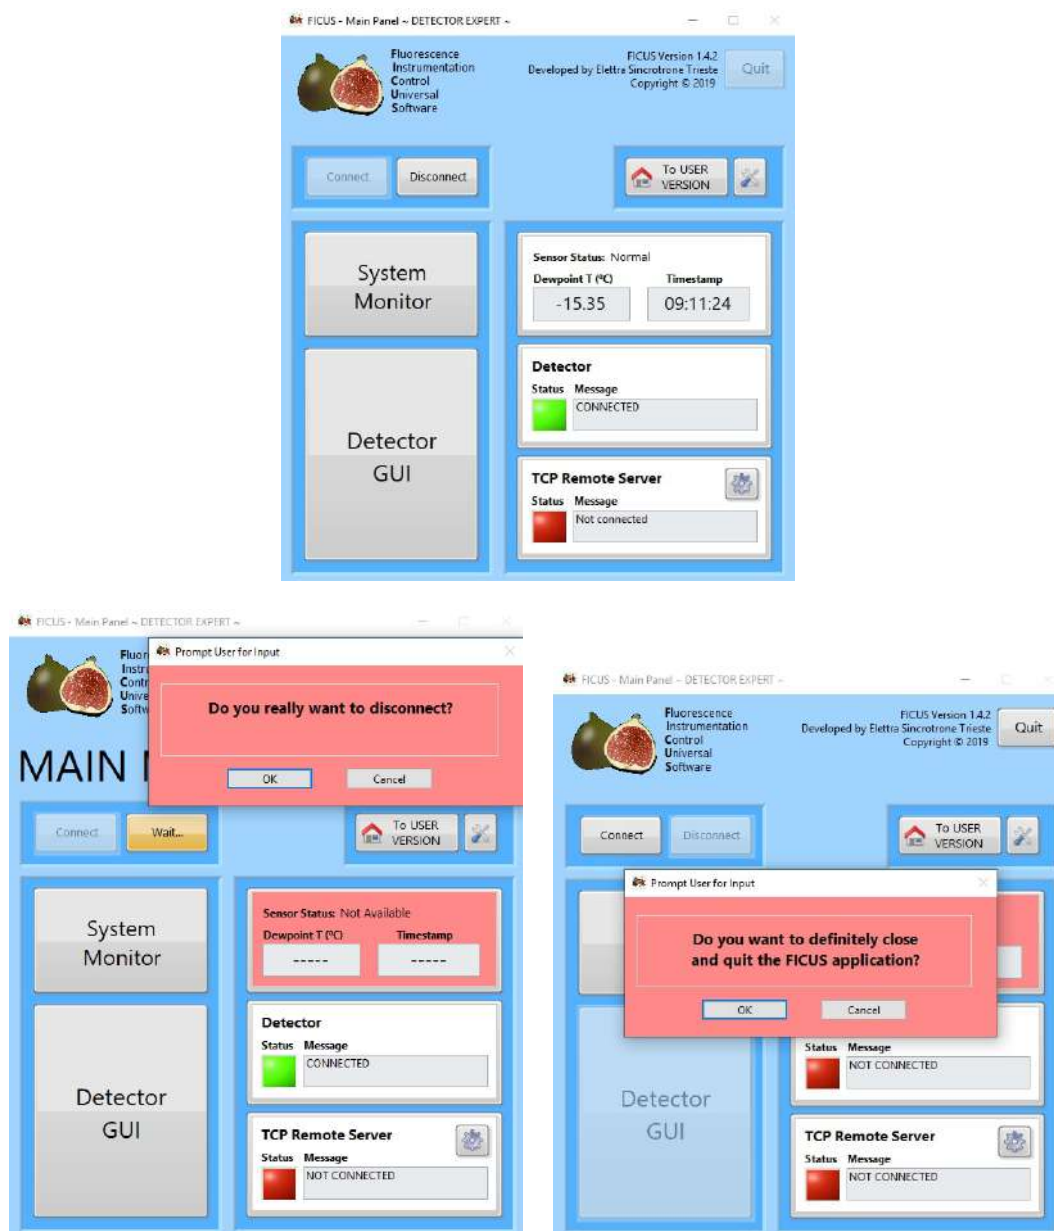 FICUS - Main Panel ~ DETECTOR EXPERT ~
Fluorescence
Instrumentation
Control
Universal
Software
FICUS Version 1.4.2
Developed by Elettra Sincrotrone Trieste
Copyright © 2019
Quit
Connect
Disconnect
To USER
VERSION
System
Monitor
Sensor Status: Normal
Dewpoint T (ºC)
Timestamp
-15.35
09:11:24
Detector
GUI
Detector
Status Message
CONNECTED
TCP Remote Server
Status Message
Not connected
FICUS - Main Panel ~ DETECTOR EXPERT ~
Prompt User for Input
Do you really want to disconnect?
OK
Cancel
MAIN
Connect
Wait...
To USER
VERSION
System
Monitor
Sensor Status: Not Available
Dewpoint T (ºC)
Timestamp
-----
-----
Detector
GUI
Detector
Status Message
CONNECTED
TCP Remote Server
Status Message
NOT CONNECTED
FICUS - Main Panel ~ DETECTOR EXPERT ~
Fluorescence
Instrumentation
Control
Universal
Software
FICUS Version 1.4.2
Developed by Elettra Sincrotrone Trieste
Copyright © 2019
Quit
Connect
Disconnect
To USER
VERSION
Prompt User for Input
Do you want to definitely close
and quit the FICUS application?
OK
Cancel
Detector
GUI
Status Message
NOT CONNECTED
TCP Remote Server
Status Message
NOT CONNECTED